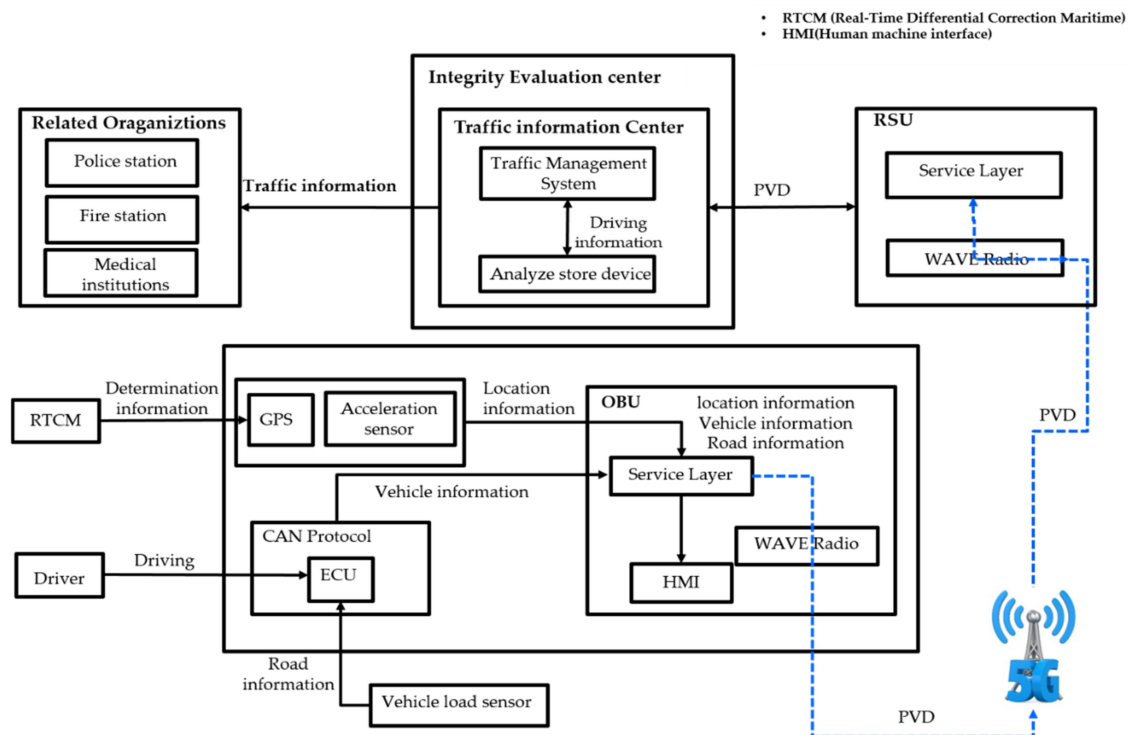 • RTCM (Real-Time Differential Correction Maritime)
• HMI(Human machine interface)
Integrity Evaluation center
Related Oraganiztions
Police station
Fire station
Medical
institutions
Traffic information
Traffic information Center
Traffic Management
System
Driving
information
Analyze store device
PVD
RSU
Service Layer
WAVE Radio
RTCM
Determination
information
GPS
Acceleration
sensor
Location
information
OBU
location information
Vehicle information
Road information
Service Layer
PVD
Vehicle information
CAN Protocol
ECU
WAVE Radio
HMI
Driver
Driving
Road
information
Vehicle load sensor
5G
PVD